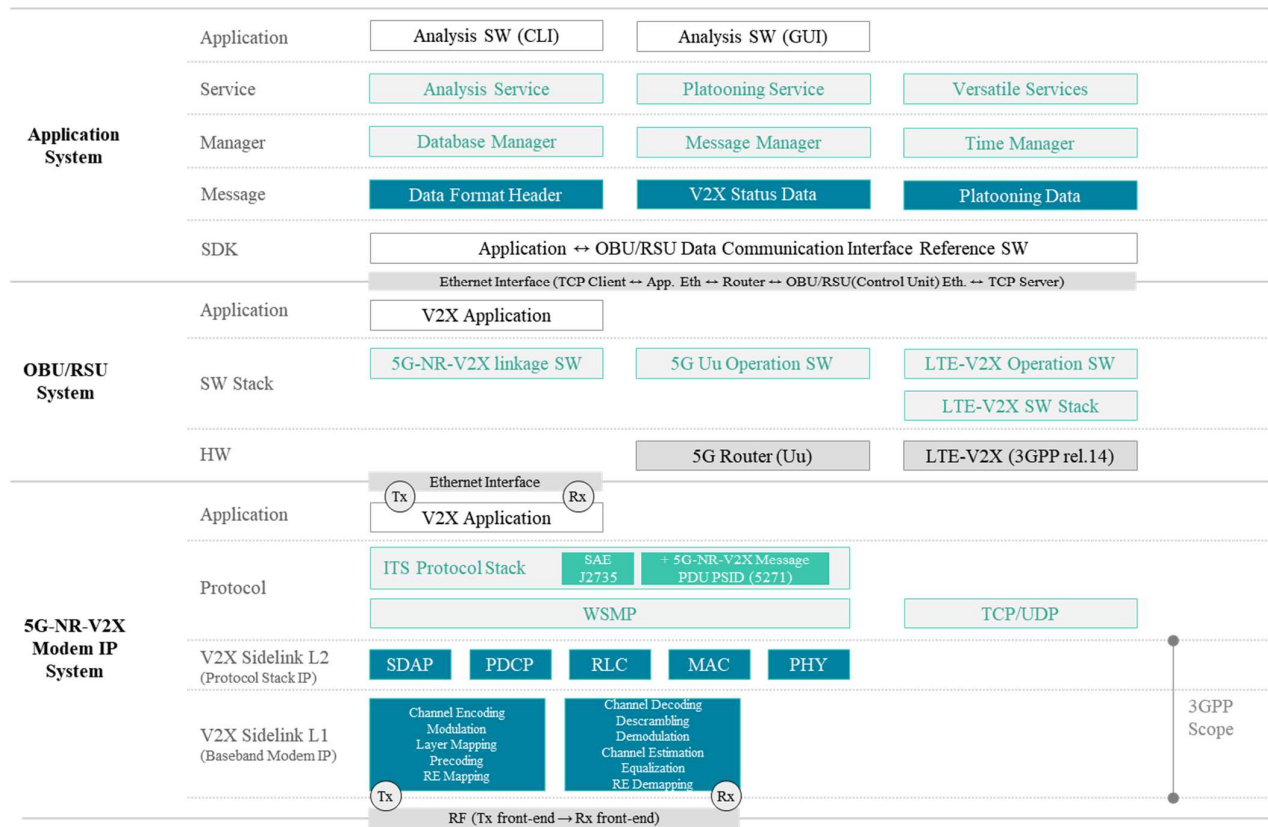 Application
Analysis SW (CLI)
Analysis SW (GUI)
Service
Analysis Service
Platooning Service
Versatile Services
Application
System
Manager
Database Manager
Message Manager
Time Manager
Message
Data Format Header
V2X Status Data
Platooning Data
SDK
Application ↔ OBU/RSU Data Communication Interface Reference SW
Ethernet Interface (TCP Client ↔ App. Eth ↔ Router ↔ OBU/RSU(Control Unit) Eth. ↔ TCP Server)
Application
V2X Application
OBU/RSU
System
SW Stack
5G-NR-V2X linkage SW
5G Uu Operation SW
LTE-V2X Operation SW
LTE-V2X SW Stack
HW
5G Router (Uu)
LTE-V2X (3GPP rel.14)
Ethernet Interface
Tx
Rx
Application
V2X Application
5G-NR-V2X
Modem IP
System
Protocol
ITS Protocol Stack
SAE
J2735
+ 5G-NR-V2X Message
PDU PSID (5271)
WSMP
TCP/UDP
V2X Sidelink L2
(Protocol Stack IP)
SDAP
PDCP
RLC
MAC
PHY
V2X Sidelink L1
(Baseband Modem IP)
Channel Encoding
Modulation
Layer Mapping
Precoding
RE Mapping
Channel Decoding
Descrambling
Demodulation
Channel Estimation
Equalization
RE Demapping
3GPP
Scope
Tx
Rx
RF (Tx front-end → Rx front-end)